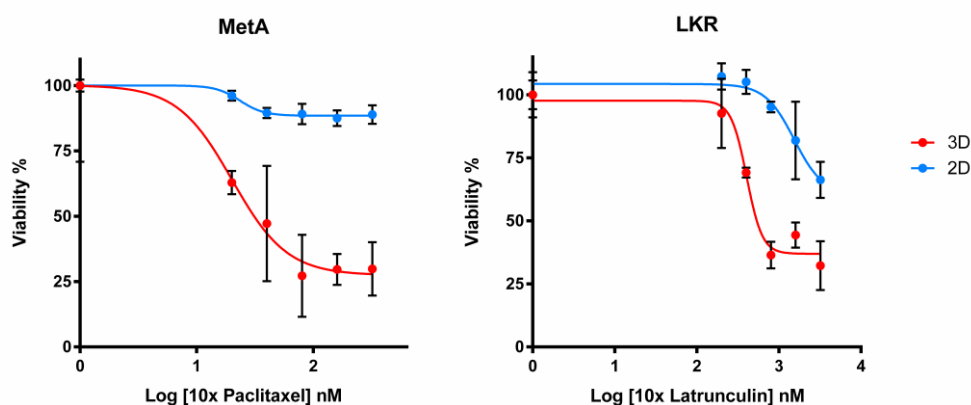 MetA
Viability %
100
75
50
25
0
0 1 2
Log [10x Paclitaxel] nM
LKR
Viability %
100
75
50
25
0
0 1 2 3 4
Log [10x Latrunculin] nM
3D
2D